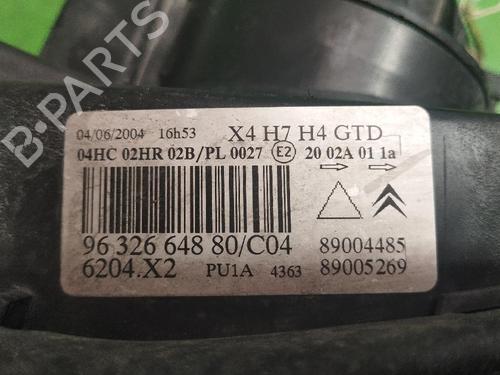 B-PARTS
04/06/2004 16h53 X4 H7 H4 GTD
04HC 02HR 02B/PL 0027 E2 20 02A 01 1a
96 326 648 80/C04 89004485
6204.X2 PU1A 4363 89005269